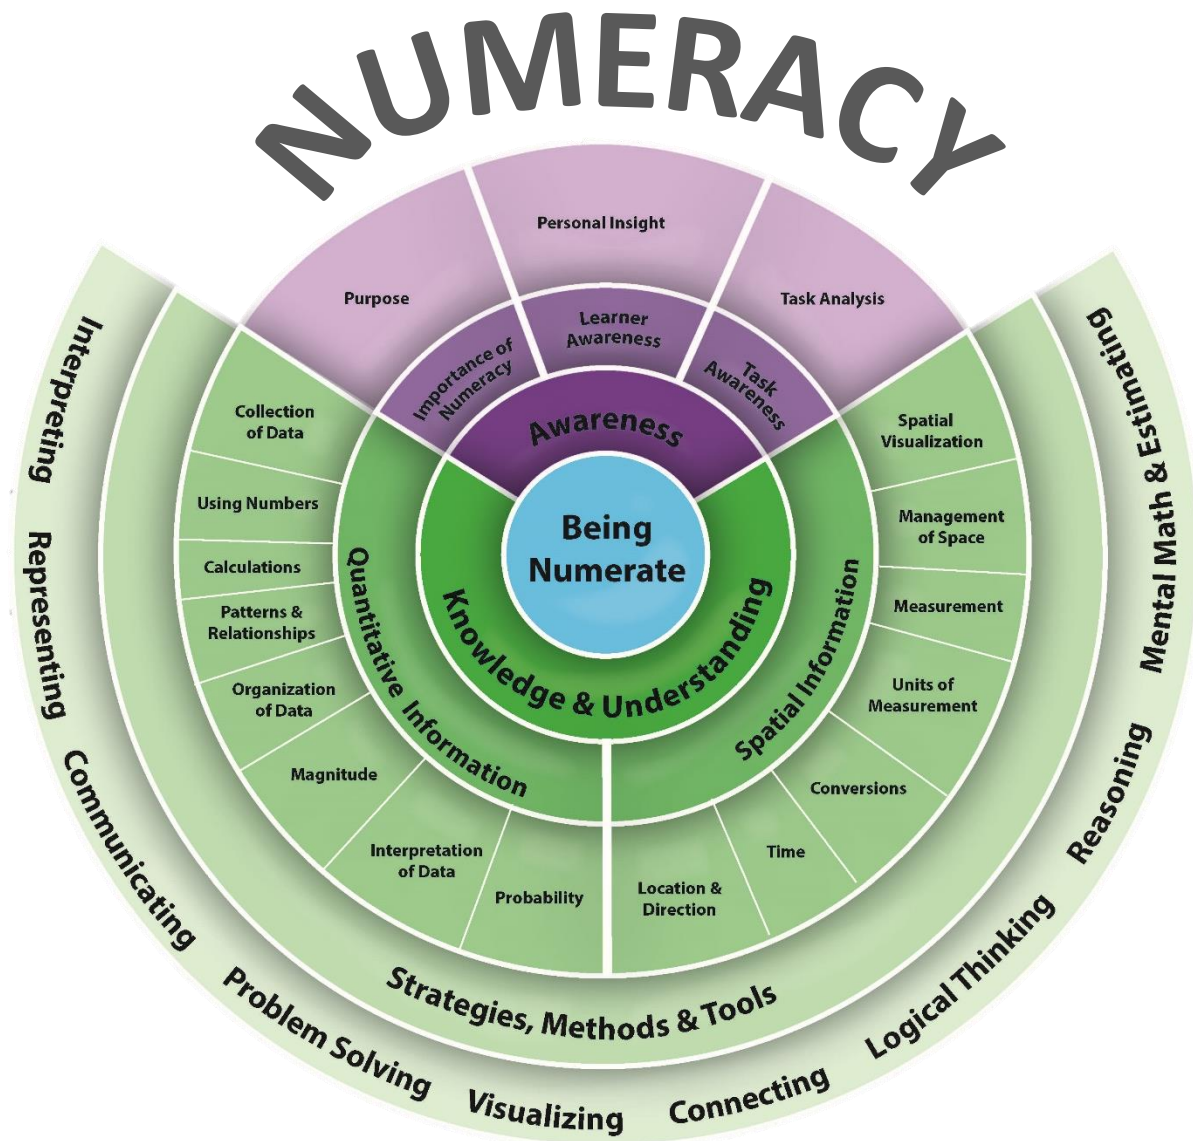 NUMERACY
Personal Insight
Purpose
Task Analysis
Learner
Awareness
Importance of
Numeracy
Task
Awareness
Awareness
Being
Numerate
Knowledge & Understanding
Quantitative Information
Spatial Information
Collection
of Data
Using Numbers
Calculations
Patterns &
Relationships
Organization
of Data
Magnitude
Interpretation
of Data
Probability
Spatial
Visualization
Management
of Space
Measurement
Units of
Measurement
Conversions
Time
Location &
Direction
Strategies, Methods & Tools
Interpreting
Representing
Communicating
Problem Solving
Visualizing
Connecting
Logical Thinking
Reasoning
Mental Math & Estimating